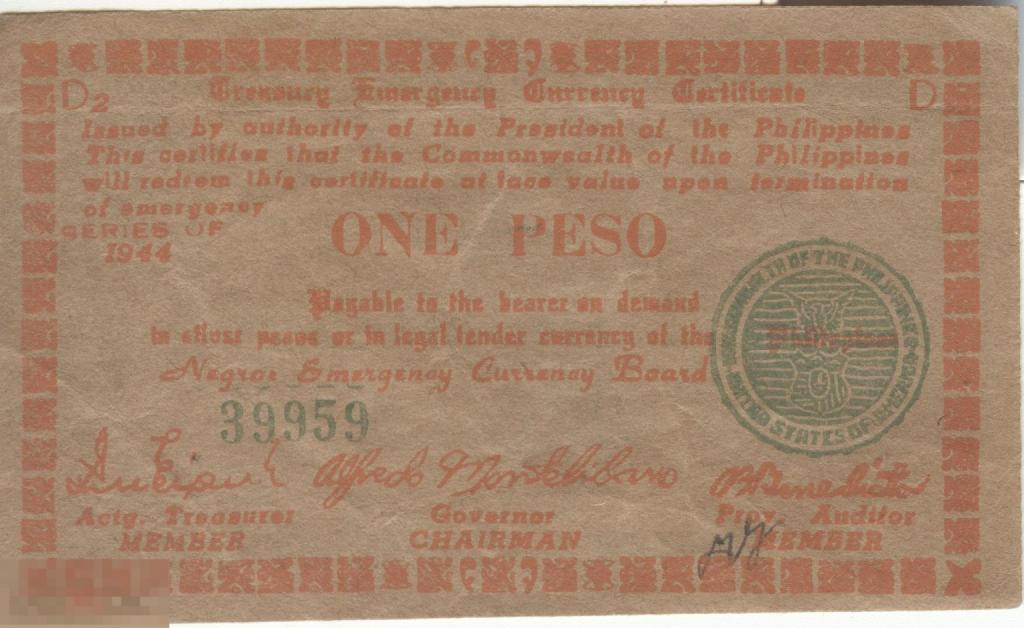 D2 Treasury Emergency Currency Certificate D
Issued by authority of the President of the Philippines
This certifies that the Commonwealth of the Philippines
will redeem this certificate at face value upon termination
of emergency
SERIES OF
1944
ONE PESO
Payable to the bearer on demand
in silver pesos or in legal tender currency of the Philippines
Negros Emergency Currency Board
COMMONWEALTH OF THE PHILIPPINES
UNITED STATES OF AMERICA
39959
Alfredo Montelibano
Actg. Treasurer Governor Prov. Auditor
MEMBER CHAIRMAN MEMBER